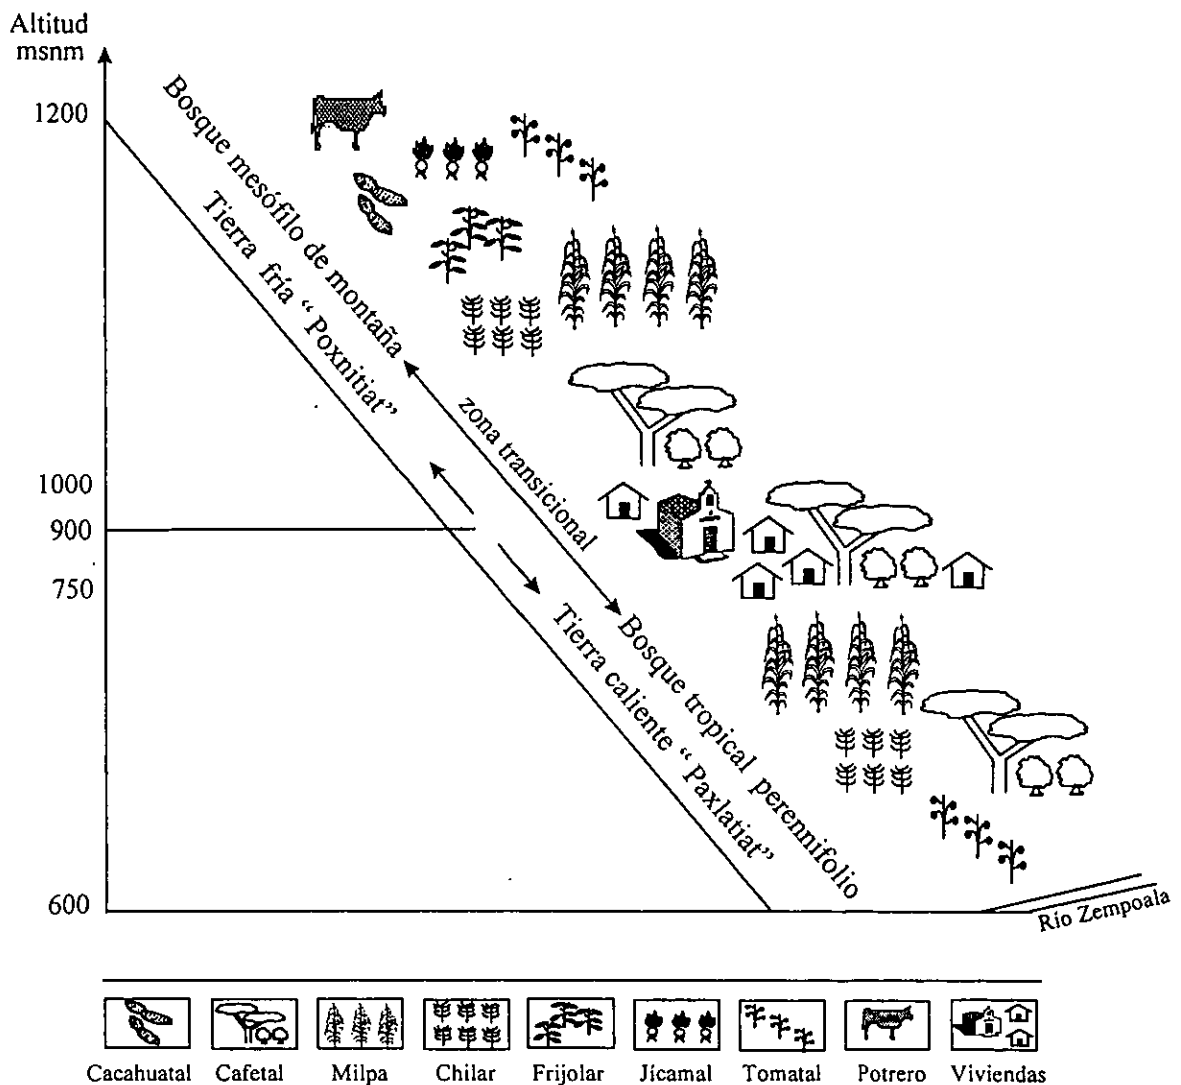 Altitud
msnm
1200
Bosque mesófilo de montaña
Tierra fría “ Poxnitiat”
zona transicional
1000
900
750
Tierra caliente “ Paxlatiat”
Bosque tropical perennifolio
600
Río Zempoala
Cacahuatal Cafetal Milpa Chilar Frijolar Jicamal Tomatal Potrero Viviendas